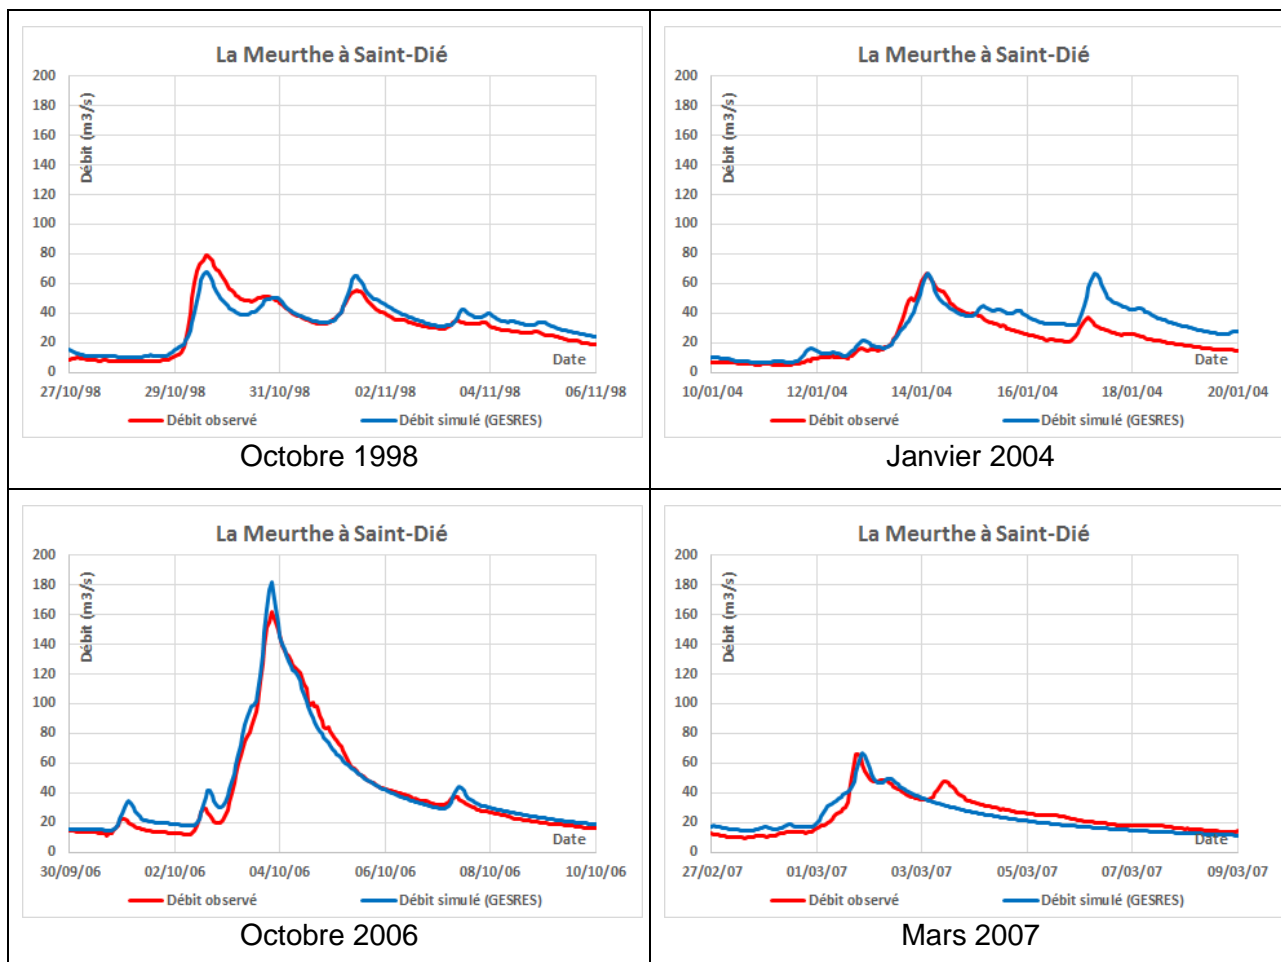 La Meurthe à Saint-Dié
Débit (m3/s)
200
180
160
140
120
100
80
60
40
20
0
Date
27/10/98 29/10/98 31/10/98 02/11/98 04/11/98 06/11/98
Débit observé Débit simulé (GESRES)
Octobre 1998
La Meurthe à Saint-Dié
Débit (m3/s)
200
180
160
140
120
100
80
60
40
20
0
Date
10/01/04 12/01/04 14/01/04 16/01/04 18/01/04 20/01/04
Débit observé Débit simulé (GESRES)
Janvier 2004
La Meurthe à Saint-Dié
Débit (m3/s)
200
180
160
140
120
100
80
60
40
20
0
Date
30/09/06 02/10/06 04/10/06 06/10/06 08/10/06 10/10/06
Débit observé Débit simulé (GESRES)
Octobre 2006
La Meurthe à Saint-Dié
Débit (m3/s)
200
180
160
140
120
100
80
60
40
20
0
Date
27/02/07 01/03/07 03/03/07 05/03/07 07/03/07 09/03/07
Débit observé Débit simulé (GESRES)
Mars 2007